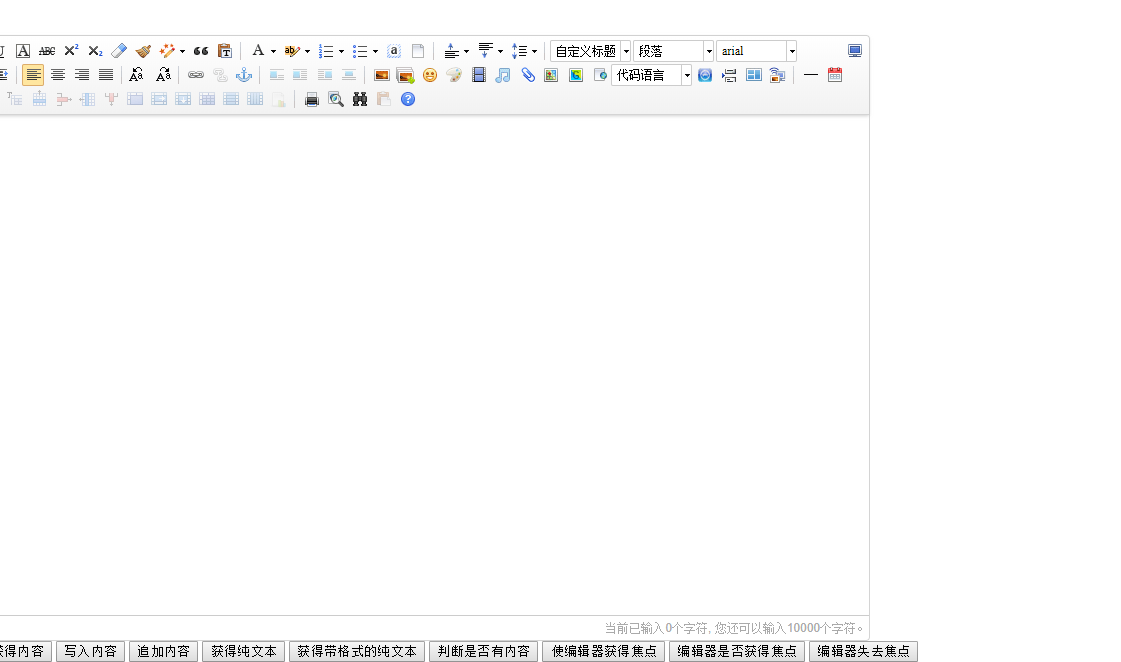 自定义标题 段落 arial
代码语言
当前已输入0个字符, 您还可以输入10000个字符。
获得内容 写入内容 追加内容 获得纯文本 获得带格式的纯文本 判断是否有内容 使编辑器获得焦点 编辑器是否获得焦点 编辑器失去焦点